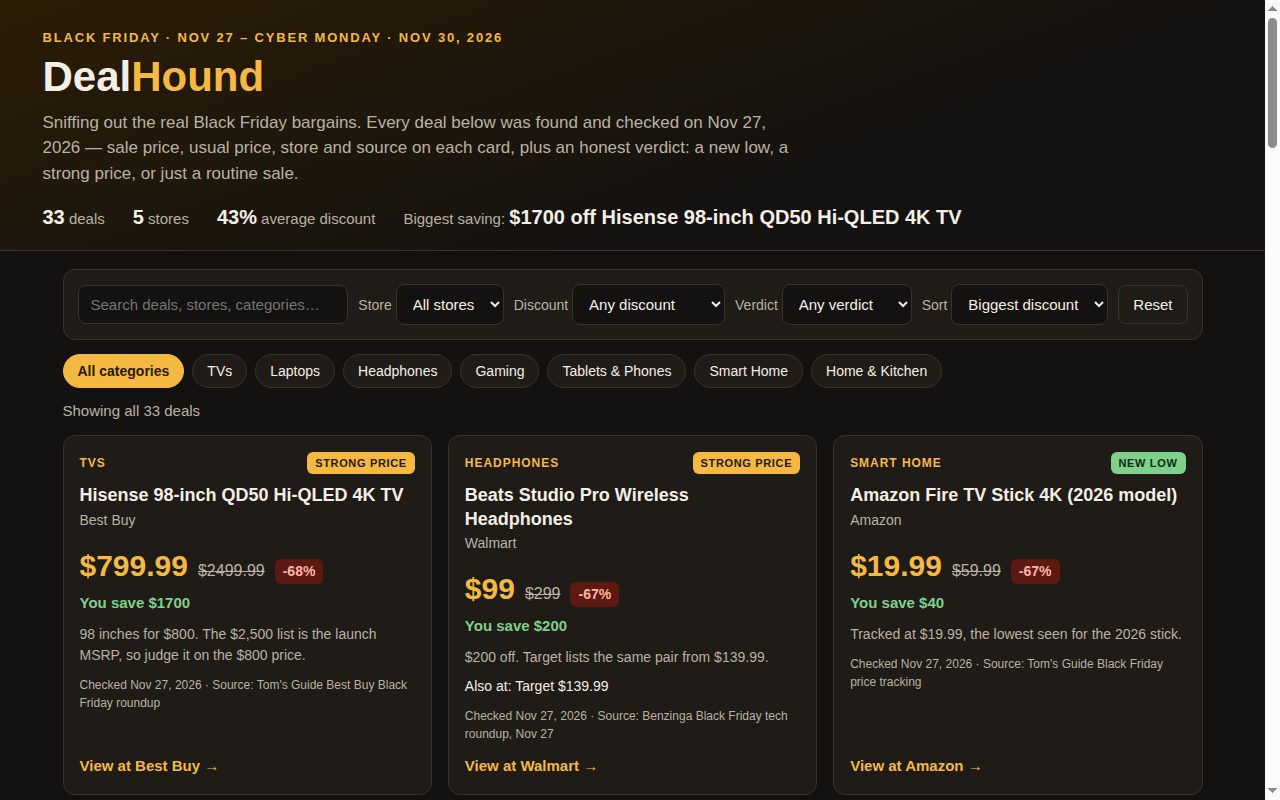 BLACK FRIDAY · NOV 27 – CYBER MONDAY · NOV 30, 2026
DealHound
Sniffing out the real Black Friday bargains. Every deal below was found and checked on Nov 27,
2026 — sale price, usual price, store and source on each card, plus an honest verdict: a new low, a
strong price, or just a routine sale.
33 deals 5 stores 43% average discount Biggest saving: $1700 off Hisense 98-inch QD50 Hi-QLED 4K TV
Search deals, stores, categories… Store All stores Discount Any discount Verdict Any verdict Sort Biggest discount Reset
All categories TVs Laptops Headphones Gaming Tablets & Phones Smart Home Home & Kitchen
Showing all 33 deals
TVS STRONG PRICE
Hisense 98-inch QD50 Hi-QLED 4K TV
Best Buy
$799.99 $2499.99 -68%
You save $1700
98 inches for $800. The $2,500 list is the launch
MSRP, so judge it on the $800 price.
Checked Nov 27, 2026 · Source: Tom's Guide Best Buy Black
Friday roundup
View at Best Buy →
HEADPHONES STRONG PRICE
Beats Studio Pro Wireless
Headphones
Walmart
$99 $299 -67%
You save $200
$200 off. Target lists the same pair from $139.99.
Also at: Target $139.99
Checked Nov 27, 2026 · Source: Benzinga Black Friday tech
roundup, Nov 27
View at Walmart →
SMART HOME NEW LOW
Amazon Fire TV Stick 4K (2026 model)
Amazon
$19.99 $59.99 -67%
You save $40
Tracked at $19.99, the lowest seen for the 2026 stick.
Checked Nov 27, 2026 · Source: Tom's Guide Black Friday
price tracking
View at Amazon →